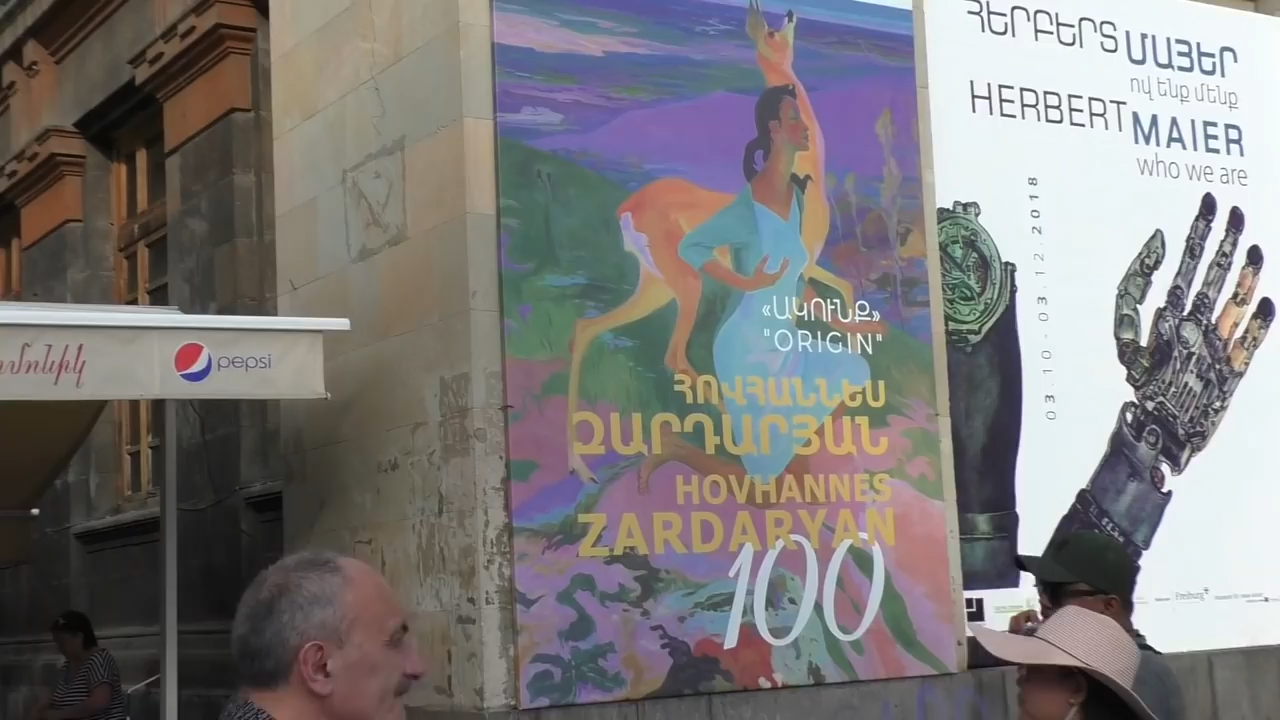 pepsi
«ԱԿՈՒՆՔ»
"ORIGIN"
ՀՈՎՀԱՆՆԵՍ
ԶԱՐԴԱՐՅԱՆ
HOVHANNES
ZARDARYAN
100
ՀԵՐԲԵՐՏ ՄԱՅԵՐ
ով ենք մենք
HERBERT MAIER
who we are
03.10 - 03.12.2018
Freiburg